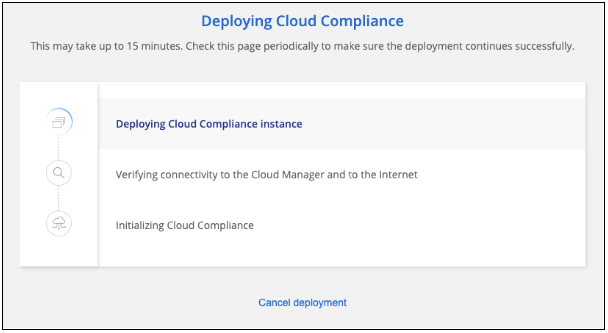 Deploying Cloud Compliance
This may take up to 15 minutes. Check this page periodically to make sure the deployment continues successfully.
Deploying Cloud Compliance instance
Verifying connectivity to the Cloud Manager and to the Internet
Initializing Cloud Compliance
Cancel deployment